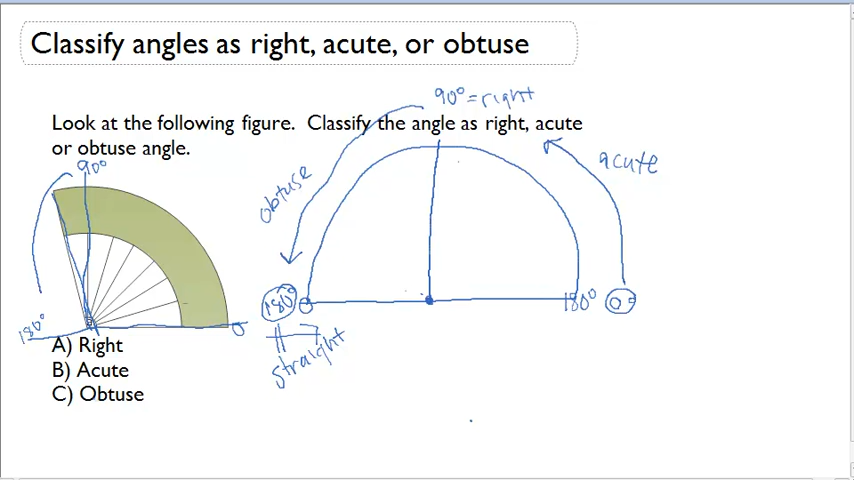 Classify angles as right, acute, or obtuse
90° = right
Look at the following figure. Classify the angle as right, acute
or obtuse angle.
90°
acute
obtuse
180°
0
180°
0°
180°
0
straight
A) Right
B) Acute
C) Obtuse